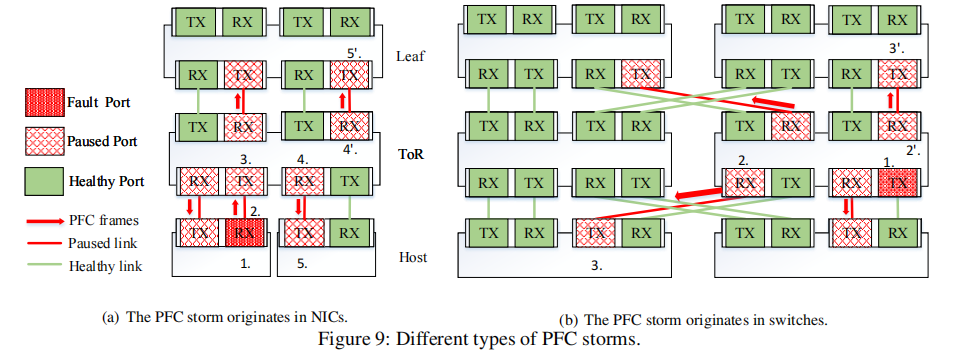 TX RX TX RX
5'.
Leaf
RX TX RX TX
TX RX TX RX
3. 4. 4'.
ToR
RX TX RX TX
2.
TX RX TX RX
1. 5.
Host
Fault Port
Paused Port
Healthy Port
PFC frames
Paused link
Healthy link
(a) The PFC storm originates in NICs.
TX RX TX RX TX RX TX RX
3'.
RX TX RX TX RX TX RX TX
TX RX TX RX TX RX TX RX
2. 1. 2'.
RX TX RX TX RX TX RX TX
TX RX TX RX TX RX TX RX
3.
(b) The PFC storm originates in switches.
Figure 9: Different types of PFC storms.